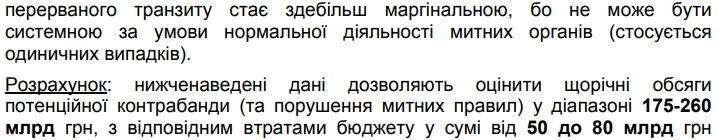 перерваного транзиту стає здебільш маргінальною, бо не може бути
системною за умови нормальної діяльності митних органів (стосується
одиничних випадків).
Розрахунок: нижченаведені дані дозволяють оцінити щорічні обсяги
потенційної контрабанди (та порушення митних правил) у діапазоні 175-260
млрд грн, з відповідним втратами бюджету у сумі від 50 до 80 млрд грн